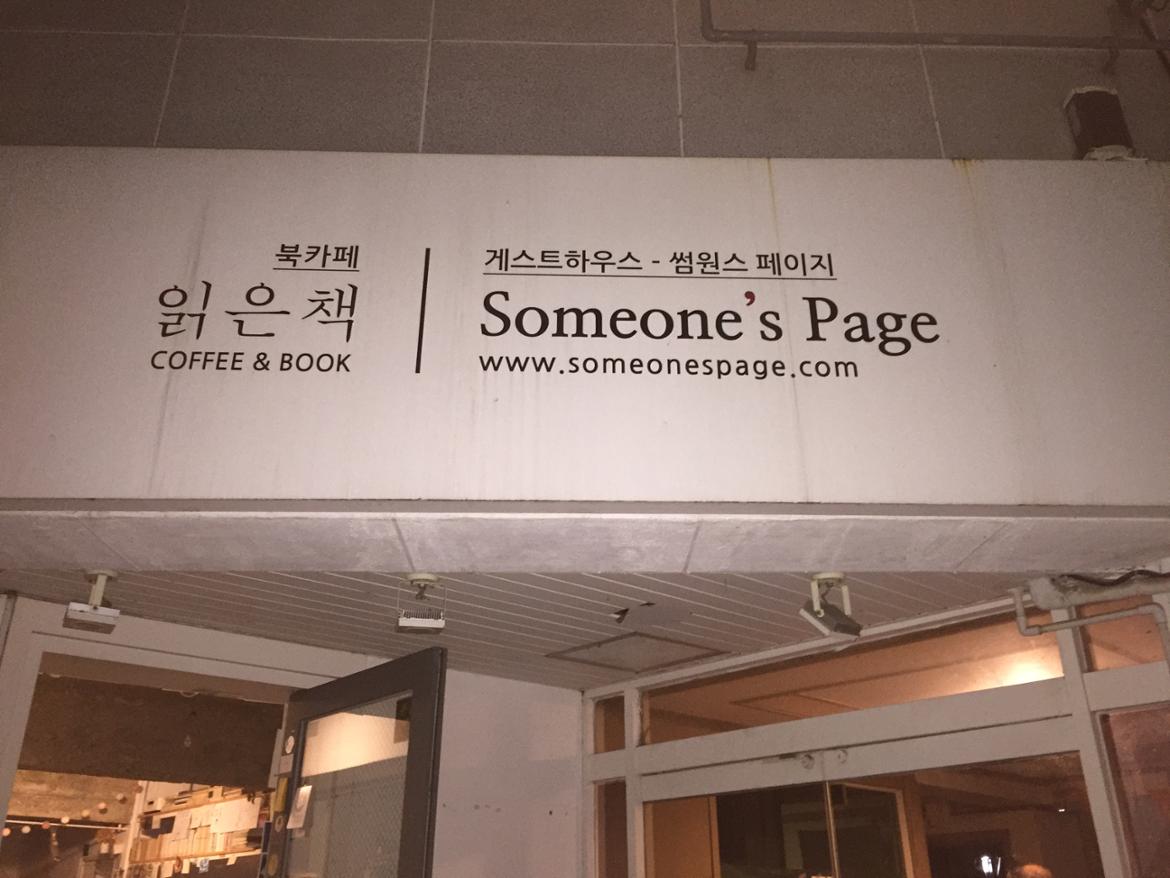 북카페
읽은책
COFFEE & BOOK
게스트하우스 - 썸원스 페이지
Someone's Page
www.someonespage.com